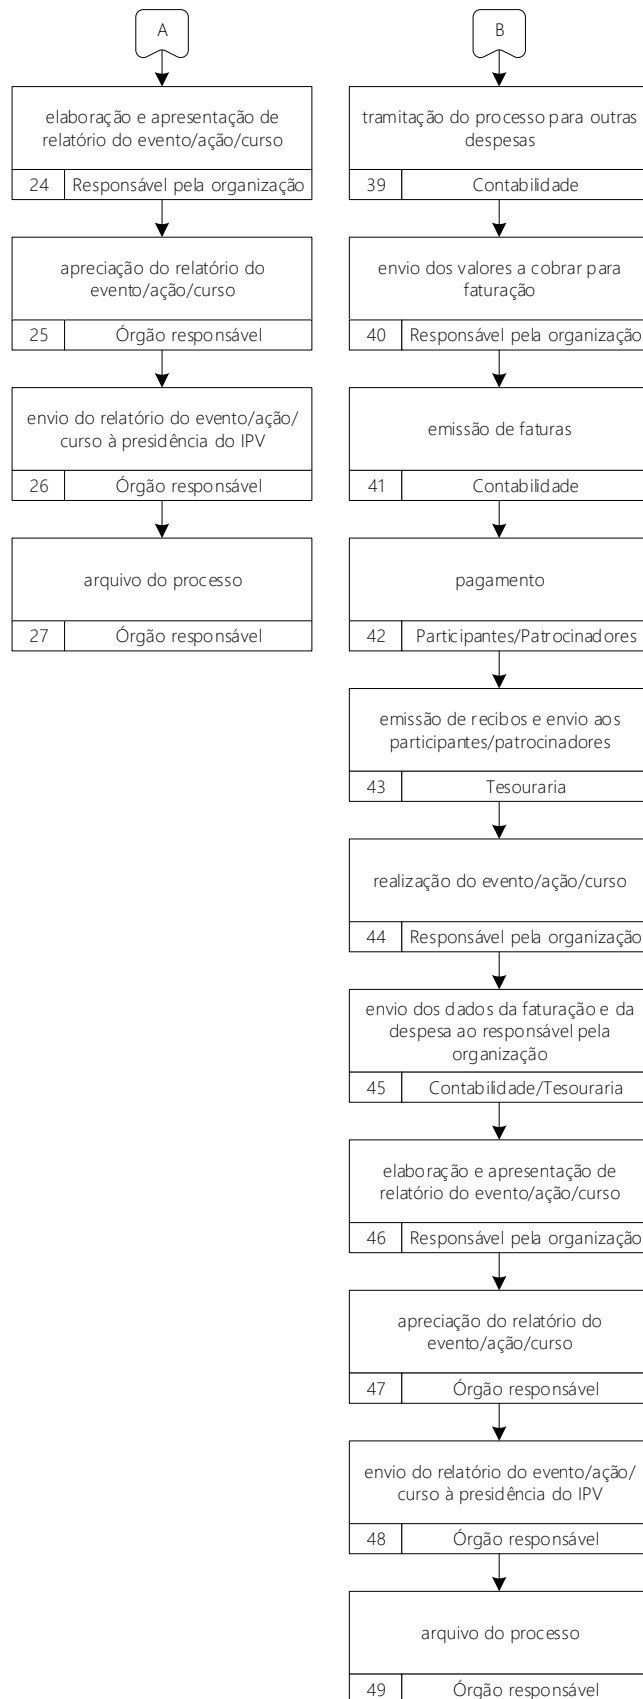 A
elaboração e apresentação de
relatório do evento/ação/curso
24 Responsável pela organização
apreciação do relatório do
evento/ação/curso
25 Órgão responsável
envio do relatório do evento/ação/
curso à presidência do IPV
26 Órgão responsável
arquivo do processo
27 Órgão responsável
B
tramitação do processo para outras
despesas
39 Contabilidade
envio dos valores a cobrar para
faturação
40 Responsável pela organização
emissão de faturas
41 Contabilidade
pagamento
42 Participantes/Patrocinadores
emissão de recibos e envio aos
participantes/patrocinadores
43 Tesouraria
realização do evento/ação/curso
44 Responsável pela organização
envio dos dados da faturação e da
despesa ao responsável pela
organização
45 Contabilidade/Tesouraria
elaboração e apresentação de
relatório do evento/ação/curso
46 Responsável pela organização
apreciação do relatório do
evento/ação/curso
47 Órgão responsável
envio do relatório do evento/ação/
curso à presidência do IPV
48 Órgão responsável
arquivo do processo
49 Órgão responsável